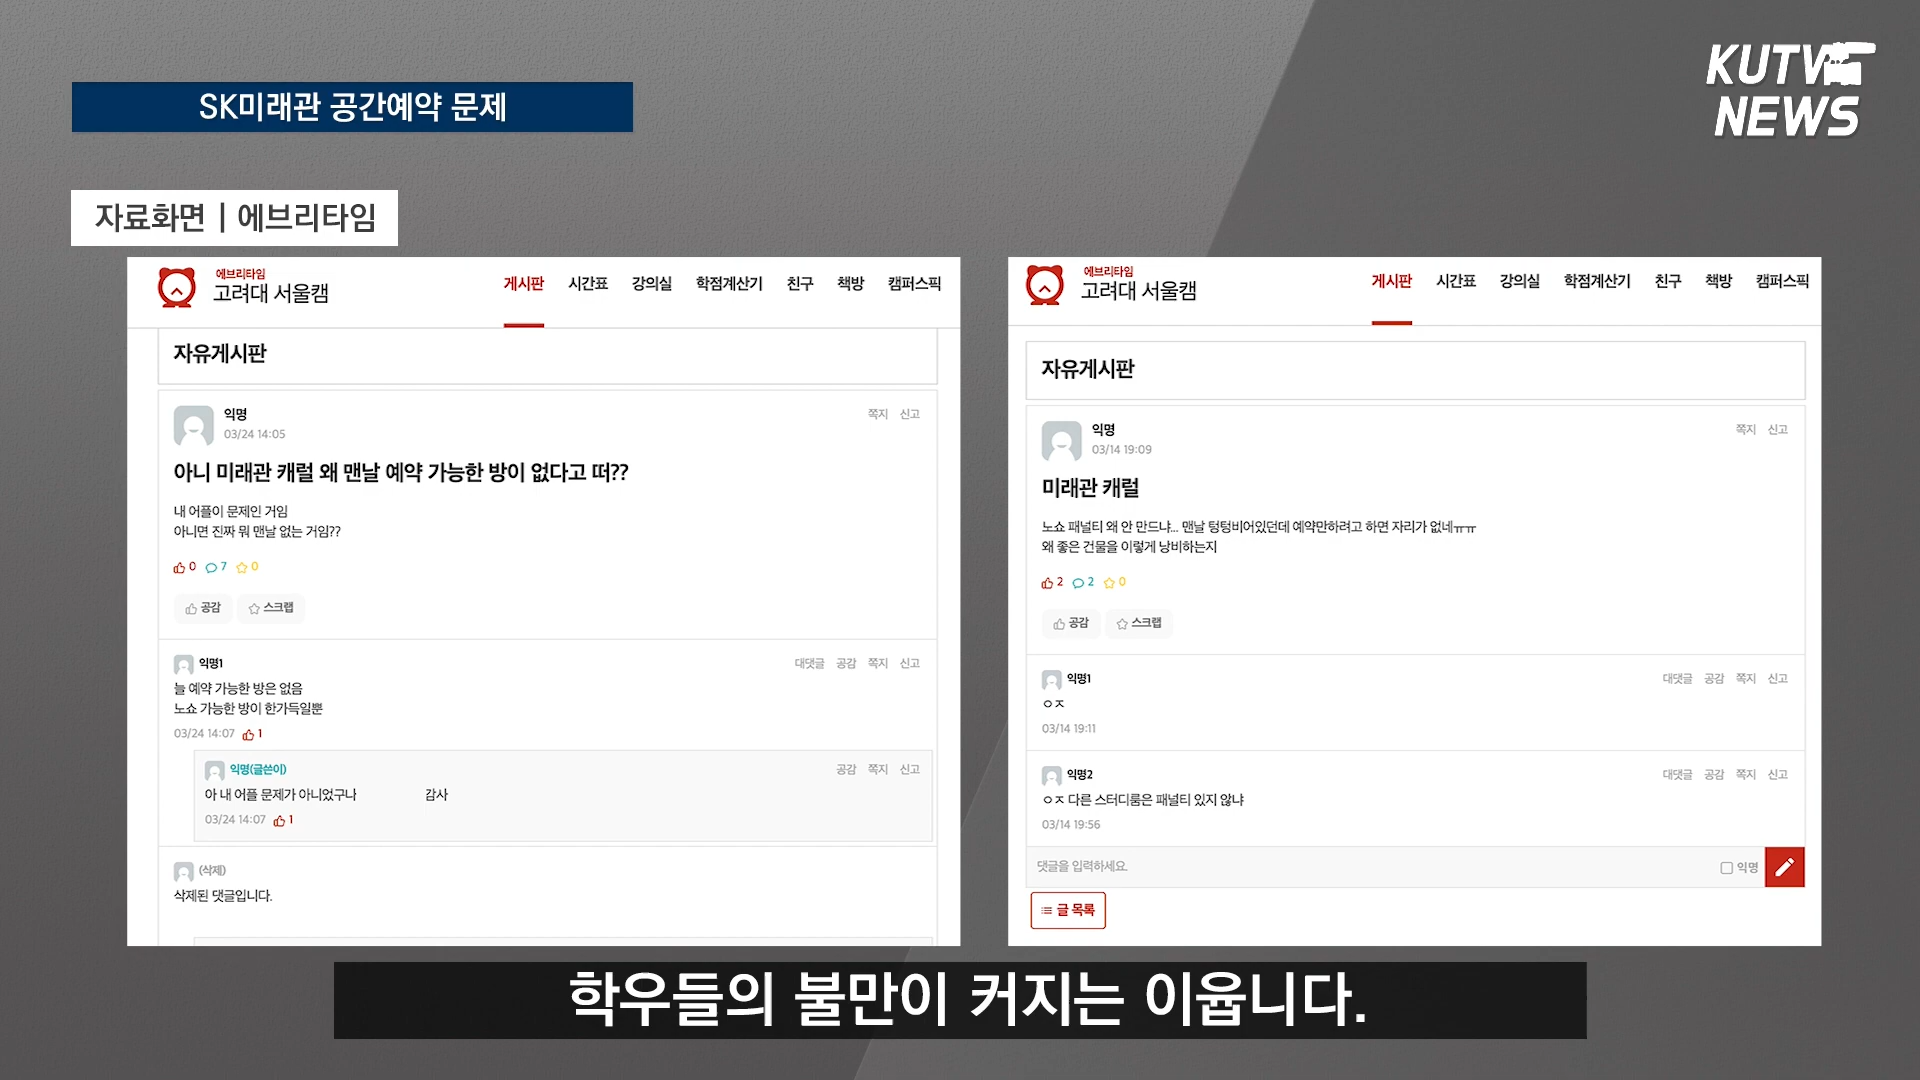 SK미래관 공간예약 문제
KUTV
NEWS
자료화면 | 에브리타임
에브리타임
고려대 서울캠
게시판 시간표 강의실 학점계산기 친구 책방 캠퍼스픽
자유게시판
익명
03/24 14:05
쪽지 신고
아니 미래관 캐럴 왜 맨날 예약 가능한 방이 없다고 떠??
내 어플이 문제인 거임
아니면 진짜 뭐 맨날 없는 거임??
0 7 0
공감 스크랩
익명1
대댓글 공감 쪽지 신고
늘 예약 가능한 방은 없음
노쇼 가능한 방이 한가득일뿐
03/24 14:07 1
익명(글쓴이)
공감 쪽지 신고
아 내 어플 문제가 아니었구나 감사
03/24 14:07 1
(삭제)
삭제된 댓글입니다.
에브리타임
고려대 서울캠
게시판 시간표 강의실 학점계산기 친구 책방 캠퍼스픽
자유게시판
익명
03/14 19:09
쪽지 신고
미래관 캐럴
노쇼 패널티 왜 안 만드냐... 맨날 텅텅비어있던데 예약만하려고 하면 자리가 없네ㅠㅠ
왜 좋은 건물을 이렇게 낭비하는지
2 2 0
공감 스크랩
익명1
대댓글 공감 쪽지 신고
ㅇㅈ
03/14 19:11
익명2
대댓글 공감 쪽지 신고
ㅇㅈ 다른 스터디룸은 패널티 있지 않냐
03/14 19:56
댓글을 입력하세요.
익명
글 목록
학우들의 불만이 커지는 이윱니다.